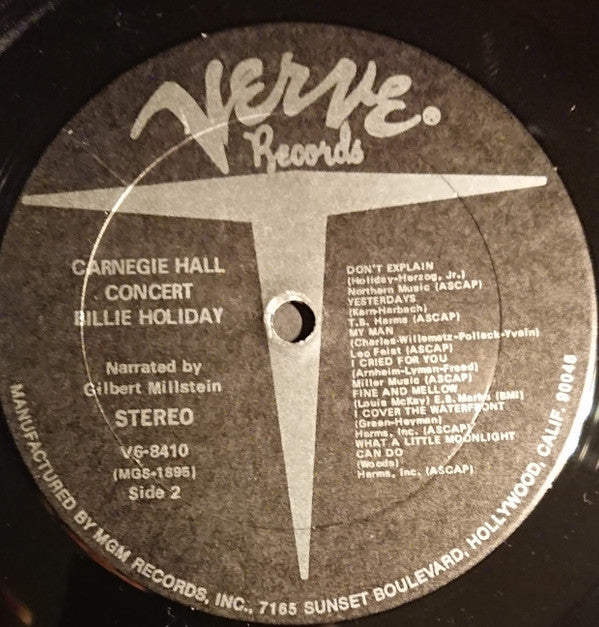 Verve®
Records
CARNEGIE HALL
CONCERT
BILLIE HOLIDAY
Narrated by
Gilbert Millstein
STEREO
V6-8410
(MGS-1895)
Side 2
DON'T EXPLAIN
(Holiday-Herzog, Jr.)
Northern Music (ASCAP)
YESTERDAYS
(Kern-Harbach)
T.B. Harms (ASCAP)
MY MAN
(Charles-Willemetz-Pollack-Yvain)
Leo Feist (ASCAP)
I CRIED FOR YOU
(Arnheim-Lyman-Freed)
Miller Music (ASCAP)
FINE AND MELLOW
(Louis McKay) E.B. Marks (BMI)
I COVER THE WATERFRONT
(Green-Heyman)
Harms, Inc. (ASCAP)
WHAT A LITTLE MOONLIGHT
CAN DO
(Woods)
Harms, Inc. (ASCAP)
MANUFACTURED BY MGM RECORDS, INC., 7165 SUNSET BOULEVARD, HOLLYWOOD, CALIF. 90046